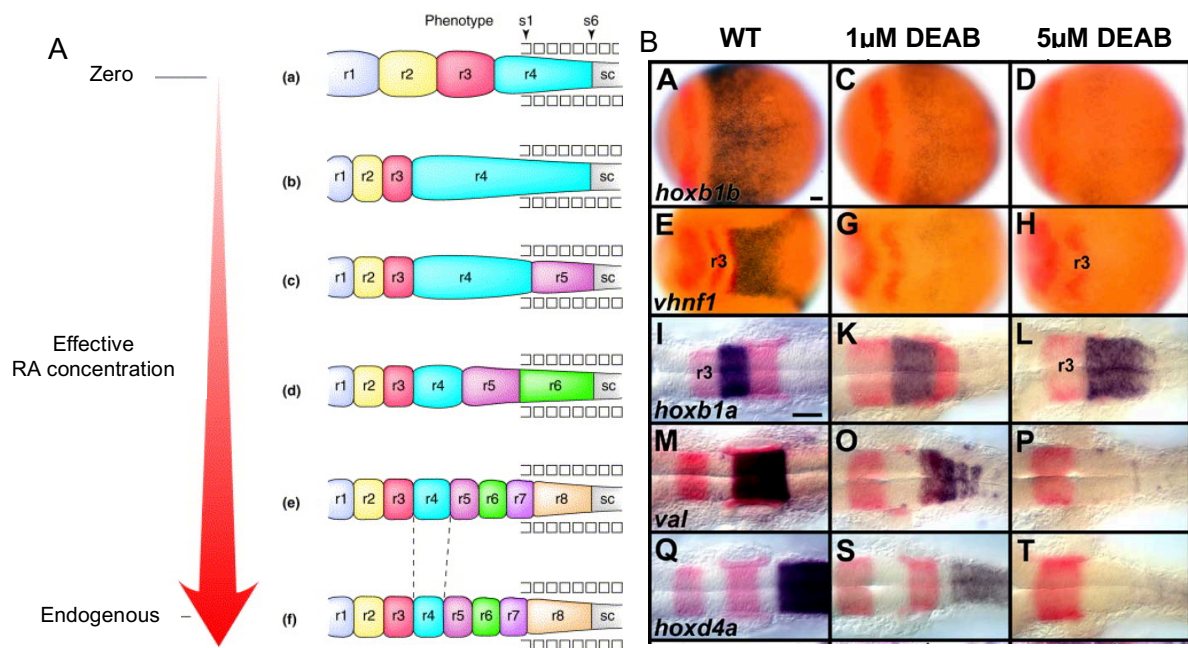 A
Zero
Effective
RA concentration
Endogenous
Phenotype s1 s6
(a) r1 r2 r3 r4 sc
(b) r1 r2 r3 r4 sc
(c) r1 r2 r3 r4 r5 sc
(d) r1 r2 r3 r4 r5 r6 sc
(e) r1 r2 r3 r4 r5 r6 r7 r8 sc
(f) r1 r2 r3 r4 r5 r6 r7 r8 sc
B WT 1µM DEAB 5µM DEAB
A C D
hoxb1b
E G H
r3 r3
vhnf1
I K L
r3 r3
hoxb1a
M O P
val
Q S T
hoxd4a